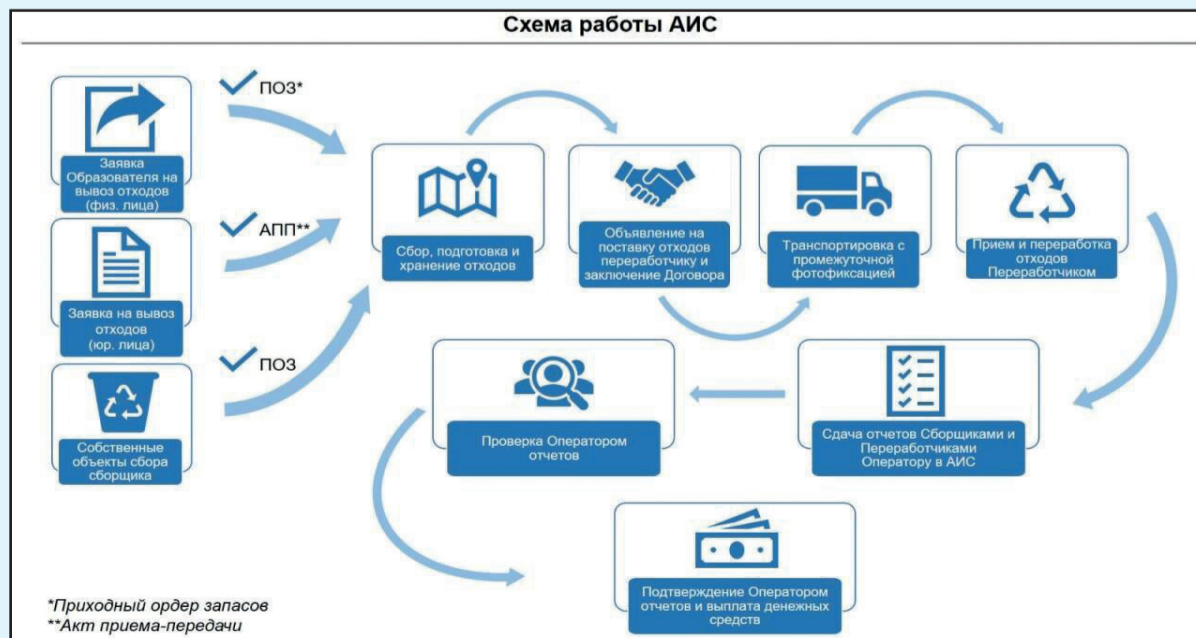 Схема работы АИС
ПОЗ*
Заявка
Образователя на
вывоз отходов
(физ. лица)
АПП**
Заявка на вывоз
отходов
(юр. лица)
ПОЗ
Собственные
объекты сбора
сборщика
Сбор, подготовка и
хранение отходов
Объявление на
поставку отходов
переработчику и
заключение Договора
Транспортировка с
промежуточной
фотофиксацией
Прием и переработка
отходов
Переработчиком
Проверка Оператором
отчетов
Сдача отчетов Сборщиками и
Переработчиками
Оператору в АИС
Подтверждение Оператором
отчетов и выплата денежных
средств
*Приходный ордер запасов
**Акт приема-передачи